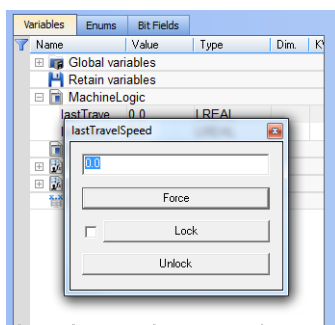 Variables Enums Bit Fields
Name Value Type Dim.
Global variables
Retain variables
MachineLogic
lastTrave 0.0 LREAL
lastTravelSpeed
0.0
Force
Lock
Unlock